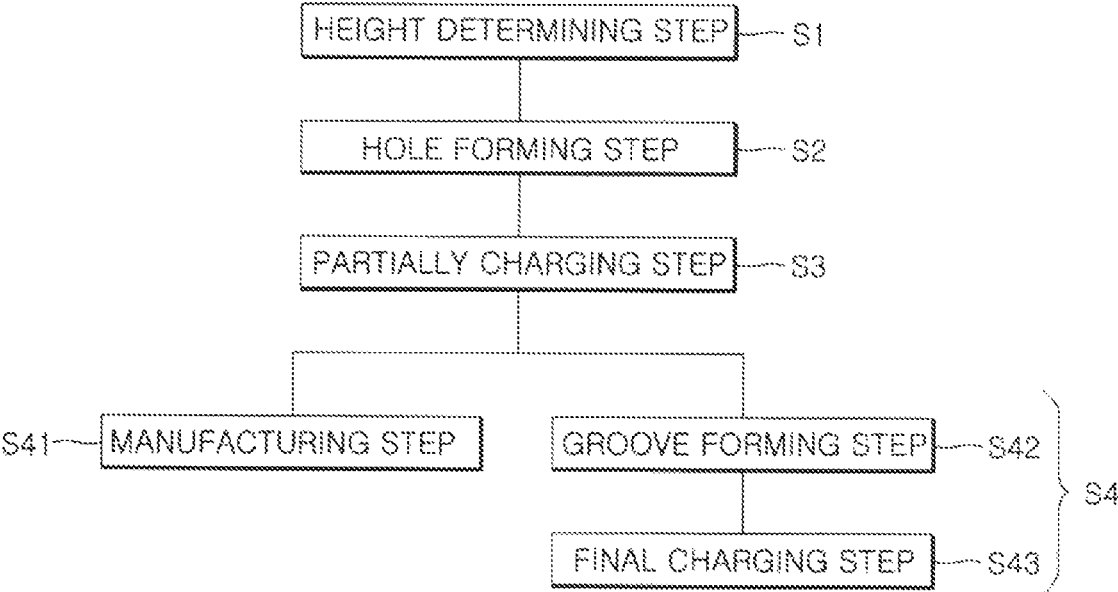 HEIGHT DETERMINING STEP S1
HOLE FORMING STEP S2
PARTIALLY CHARGING STEP S3
S41 MANUFACTURING STEP GROOVE FORMING STEP S42
S4
FINAL CHARGING STEP S43